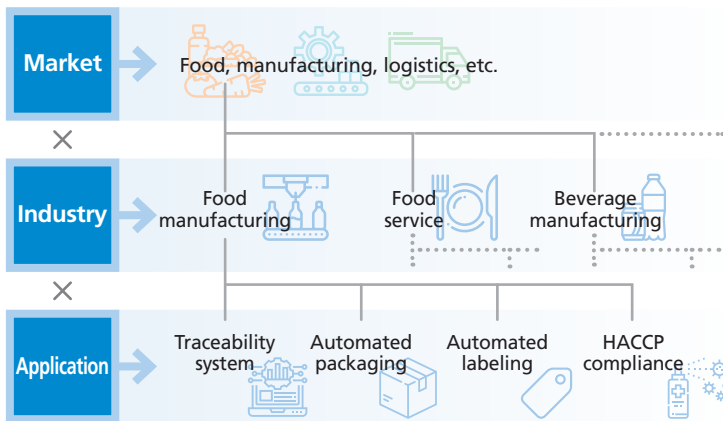 Market
Food, manufacturing, logistics, etc.
×
Industry
Food
manufacturing
Food
service
Beverage
manufacturing
×
Application
Traceability
system
Automated
packaging
Automated
labeling
HACCP
compliance